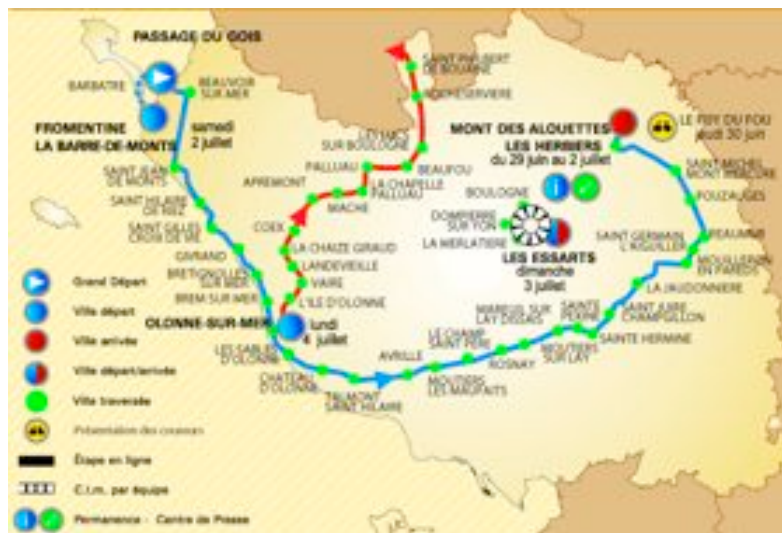 PASSAGE DU GOIS
BARBATRE
BEAUVOIR
SUR MER
FROMENTINE
LA BARRE-DE-MONTS
samedi
2 juillet
SAINT JEAN
DE MONTS
SAINT HILAIRE
DE RIEZ
SAINT GILLES
CROIX DE VIE
GIVRAND
BRETIGNOLLES
SUR MER
BREM SUR MER
OLONNE-SUR-MER
lundi
4 juillet
LES SABLES
D'OLONNE
CHATEAU
D'OLONNE
TALMONT
SAINT HILAIRE
AVRILLE
MOUTIERS
LES MAUFAITS
LE CHAMP
SAINT PERE
ROSNAY
MAREUIL SUR
LAY DISSAIS
MOUTIERS
SUR LAY
SAINTE
PEXINE
SAINTE HERMINE
SAINT JUIRE
CHAMPGILLON
LA JAUDONNIERE
MOUILLERON
EN PAREDS
SAINT GERMAIN
L'AIGUILLER
REAUMUR
POUZAUGES
SAINT MICHEL
MONT MERCURE
LE PUY DU FOU
jeudi 30 juin
MONT DES ALOUETTES
LES HERBIERS
du 29 juin au 2 juillet
BOULOGNE
DOMPIERRE
SUR YON
LA MERLATIERE
LES ESSARTS
dimanche
3 juillet
SAINT PHILBERT
DE BOUAINE
ROCHESERVIERE
LES LUCS
SUR BOULOGNE
BEAUFOU
PALLUAU
LA CHAPELLE
PALLUAU
APREMONT
MACHE
COEX
LA CHAIZE GIRAUD
LANDEVIEILLE
VAIRE
L'ILE D'OLONNE
Grand Départ
Ville départ
Ville arrivée
Ville départ/arrivée
Ville traversée
Présentation des coureurs
Étape en ligne
C.l.m. par équipe
Permanence - Centre de Presse